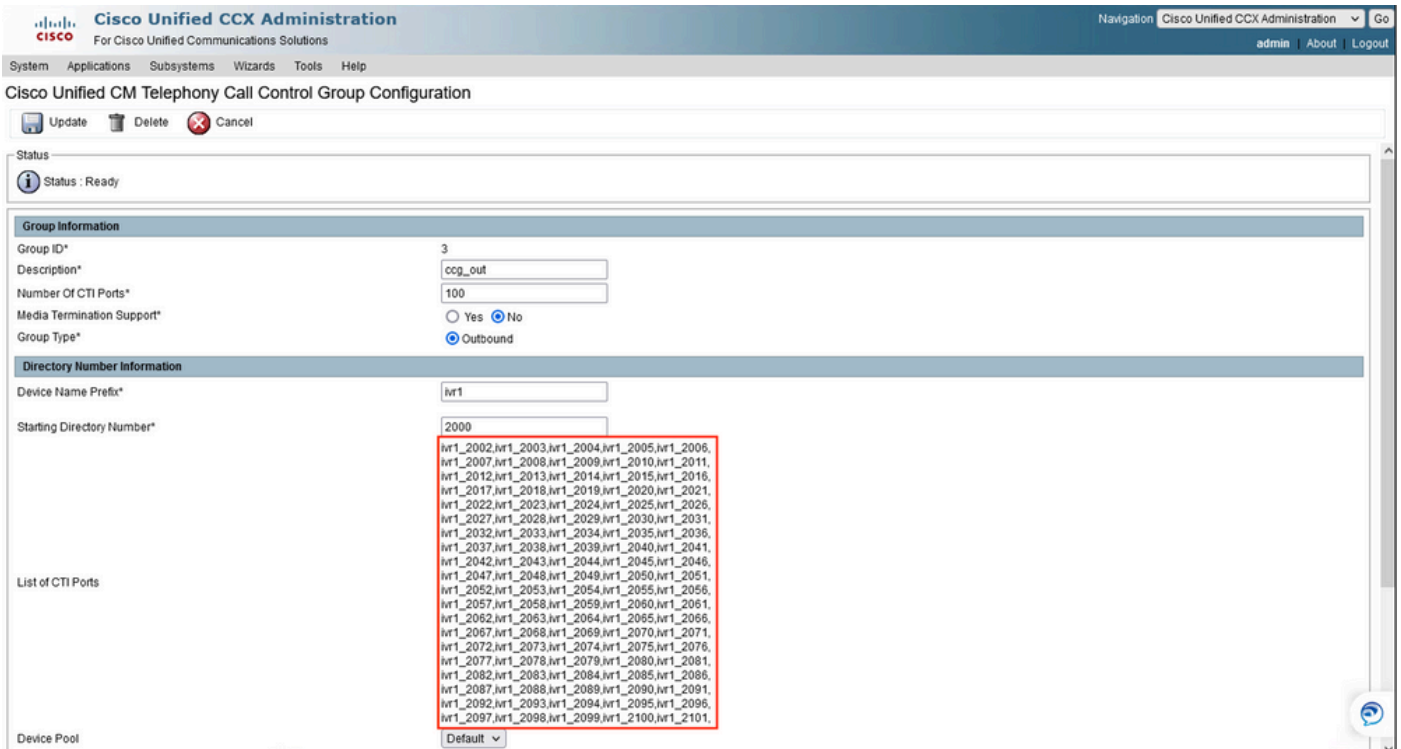 Cisco Unified CCX Administration
Navigation Cisco Unified CCX Administration Go
CISCO For Cisco Unified Communications Solutions
admin | About | Logout
System Applications Subsystems Wizards Tools Help
Cisco Unified CM Telephony Call Control Group Configuration
Update Delete Cancel
Status
Status : Ready
Group Information
Group ID* 3
Description* ccg_out
Number Of CTI Ports* 100
Media Termination Support* Yes No
Group Type* Outbound
Directory Number Information
Device Name Prefix* ivr1
Starting Directory Number* 2000
ivr1_2002,ivr1_2003,ivr1_2004,ivr1_2005,ivr1_2006,
ivr1_2007,ivr1_2008,ivr1_2009,ivr1_2010,ivr1_2011,
ivr1_2012,ivr1_2013,ivr1_2014,ivr1_2015,ivr1_2016,
ivr1_2017,ivr1_2018,ivr1_2019,ivr1_2020,ivr1_2021,
ivr1_2022,ivr1_2023,ivr1_2024,ivr1_2025,ivr1_2026,
ivr1_2027,ivr1_2028,ivr1_2029,ivr1_2030,ivr1_2031,
ivr1_2032,ivr1_2033,ivr1_2034,ivr1_2035,ivr1_2036,
ivr1_2037,ivr1_2038,ivr1_2039,ivr1_2040,ivr1_2041,
ivr1_2042,ivr1_2043,ivr1_2044,ivr1_2045,ivr1_2046,
List of CTI Ports ivr1_2047,ivr1_2048,ivr1_2049,ivr1_2050,ivr1_2051,
ivr1_2052,ivr1_2053,ivr1_2054,ivr1_2055,ivr1_2056,
ivr1_2057,ivr1_2058,ivr1_2059,ivr1_2060,ivr1_2061,
ivr1_2062,ivr1_2063,ivr1_2064,ivr1_2065,ivr1_2066,
ivr1_2067,ivr1_2068,ivr1_2069,ivr1_2070,ivr1_2071,
ivr1_2072,ivr1_2073,ivr1_2074,ivr1_2075,ivr1_2076,
ivr1_2077,ivr1_2078,ivr1_2079,ivr1_2080,ivr1_2081,
ivr1_2082,ivr1_2083,ivr1_2084,ivr1_2085,ivr1_2086,
ivr1_2087,ivr1_2088,ivr1_2089,ivr1_2090,ivr1_2091,
ivr1_2092,ivr1_2093,ivr1_2094,ivr1_2095,ivr1_2096,
ivr1_2097,ivr1_2098,ivr1_2099,ivr1_2100,ivr1_2101,
Device Pool Default